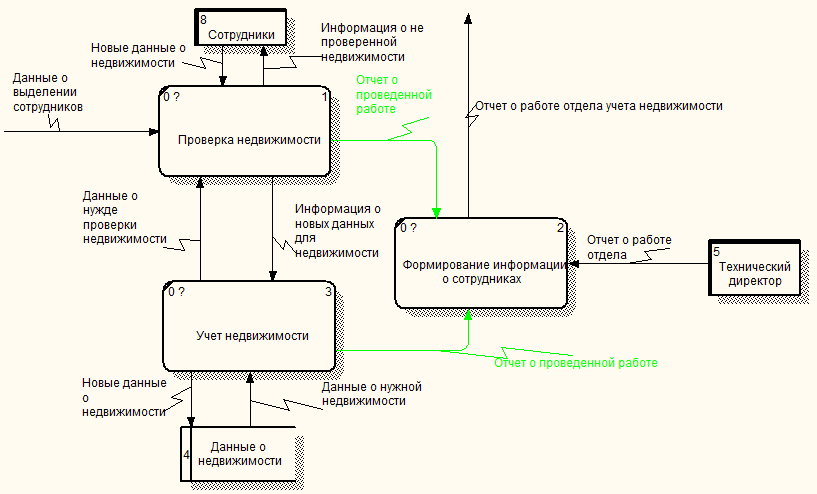 8
Сотрудники
Новые данные о
недвижимости
Информация о не
проверенной
недвижимости
Данные о
выделении
сотрудников
Отчет о
проведенной
работе
Отчет о работе отдела учета недвижимости
0 ?
1
Проверка недвижимости
Данные о
нужде
проверки
недвижимости
Информация о
новых данных
для
недвижимости
0 ?
2
Формирование информации
о сотрудниках
Отчет о работе
отдела
5
Технический
директор
0 ?
3
Учет недвижимости
Отчет о проведенной работе
Новые данные
о
недвижимости
Данные о нужной
недвижимости
4
Данные о
недвижимости